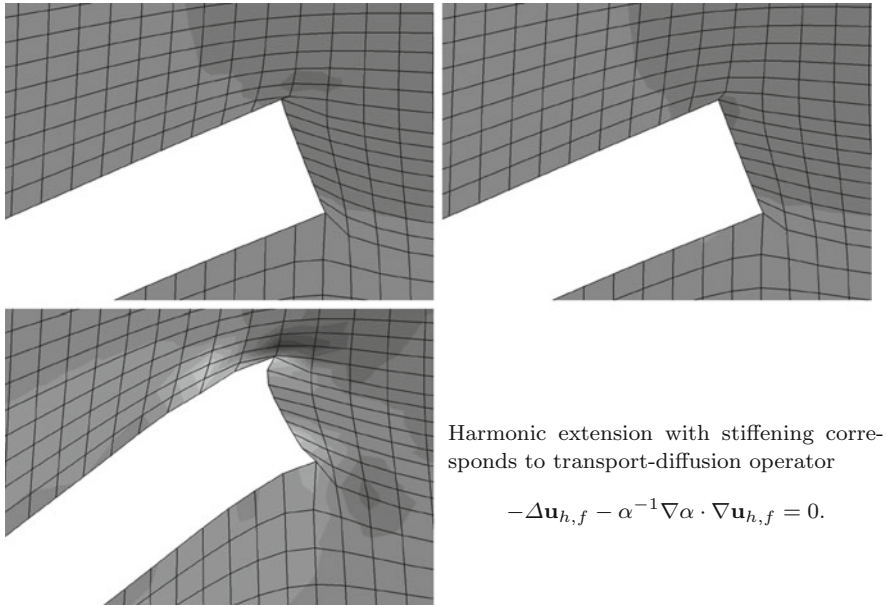 Harmonic extension with stiffening corre-
sponds to transport-diffusion operator
−Δu_{h,f} − α^{−1}∇α · ∇u_{h,f} = 0.